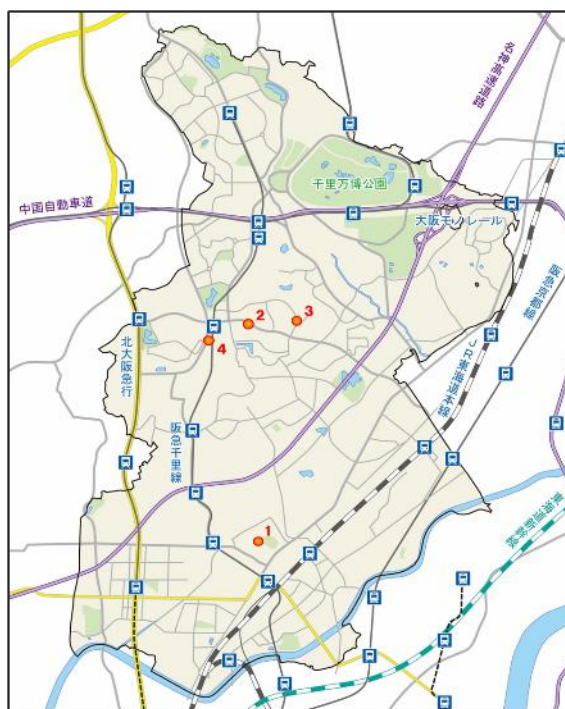 名神高速道路
千里万博公園
中国自動車道
大阪モノレール
阪急京都線
2
3
4
北大阪急行
JR東海道本線
阪急千里線
東海道新幹線
1